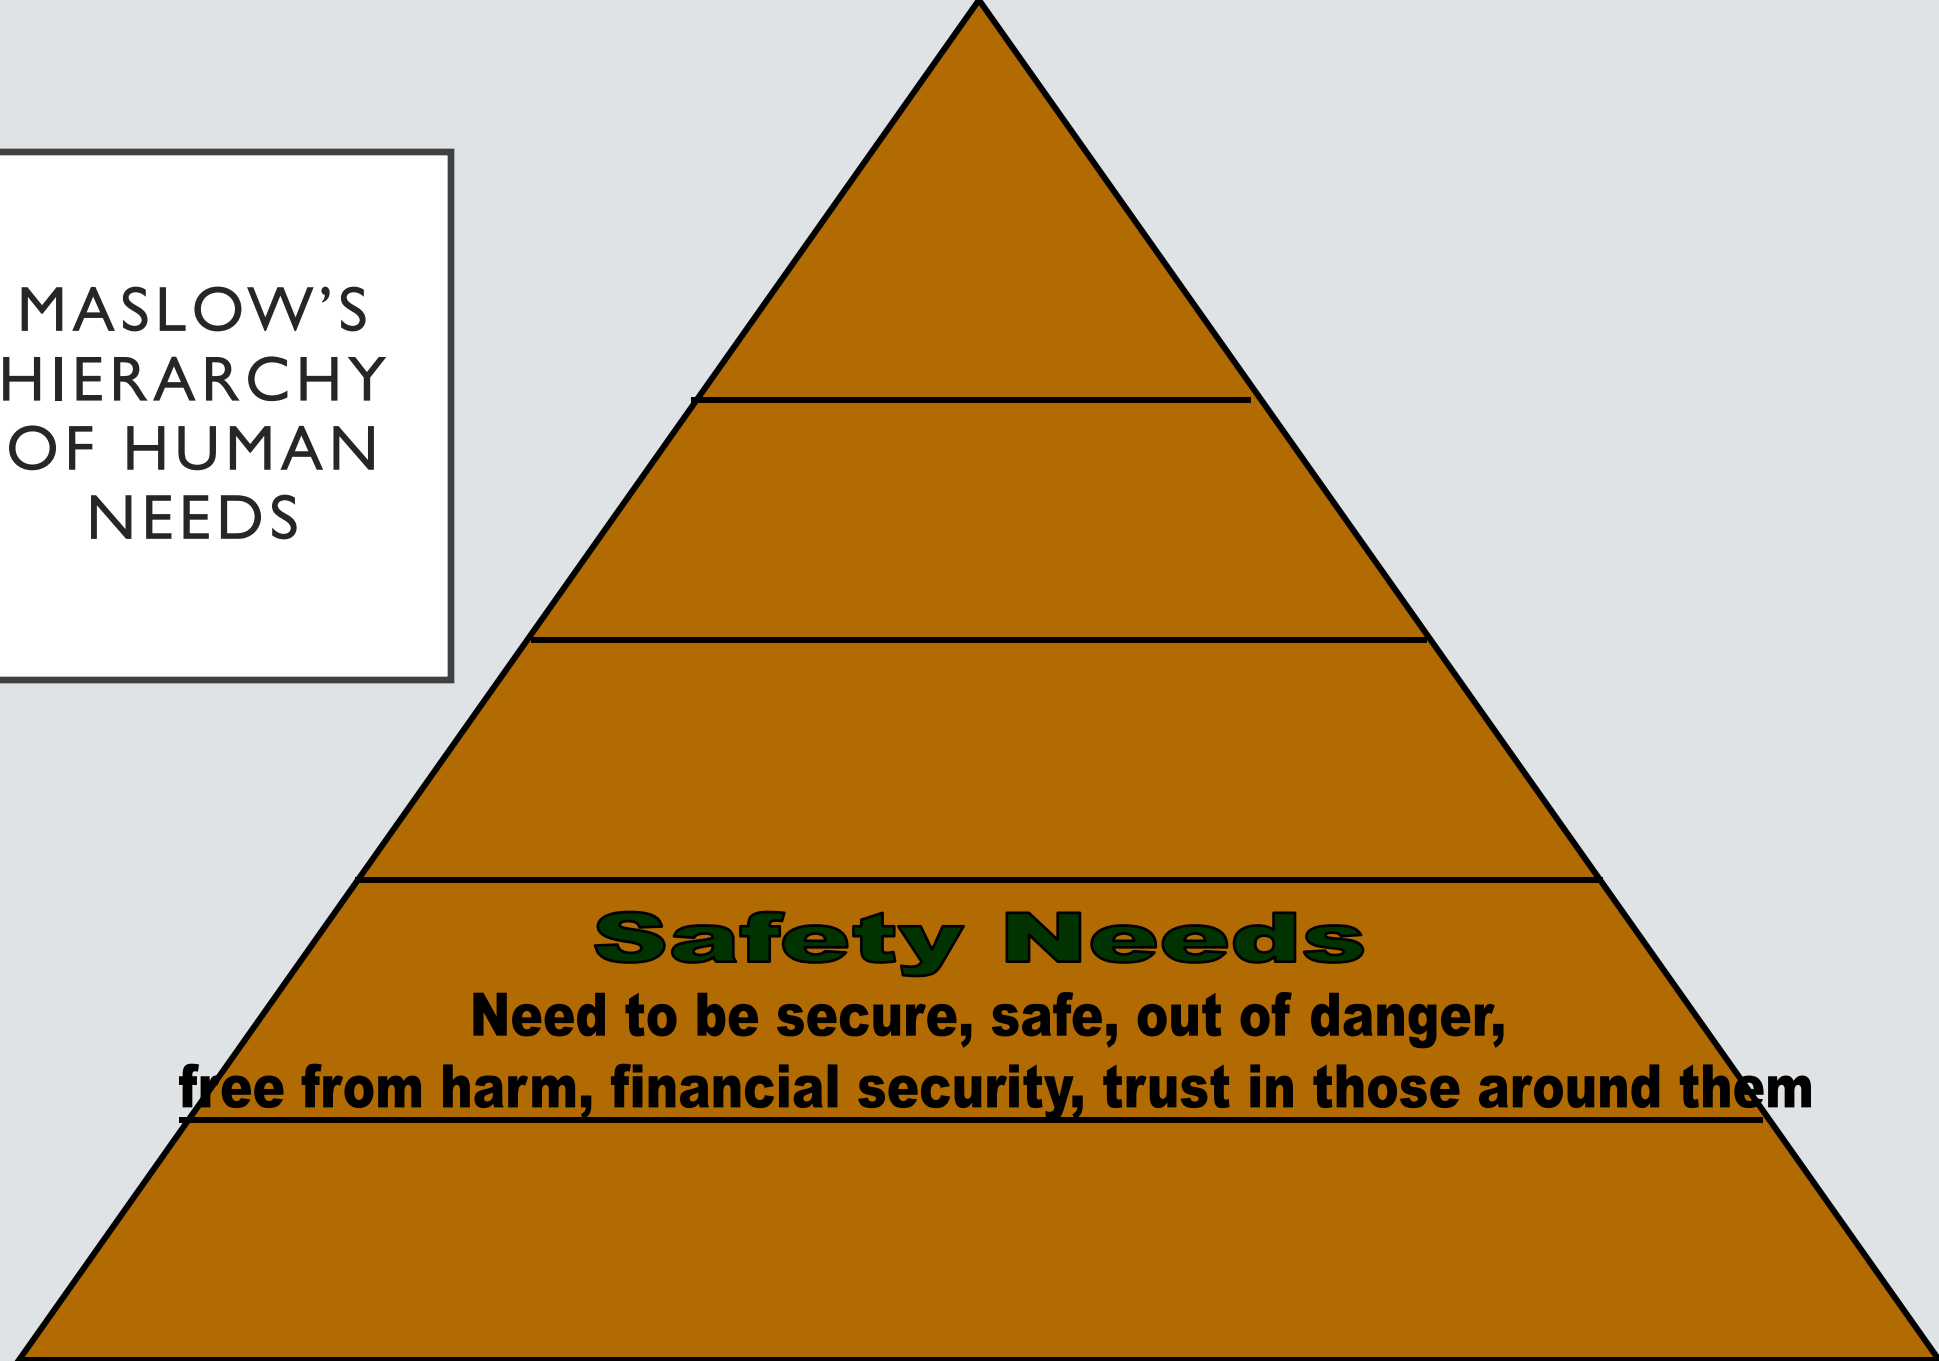 MASLOW’S
HIERARCHY
OF HUMAN
NEEDS
Safety Needs
Need to be secure, safe, out of danger,
free from harm, financial security, trust in those around them